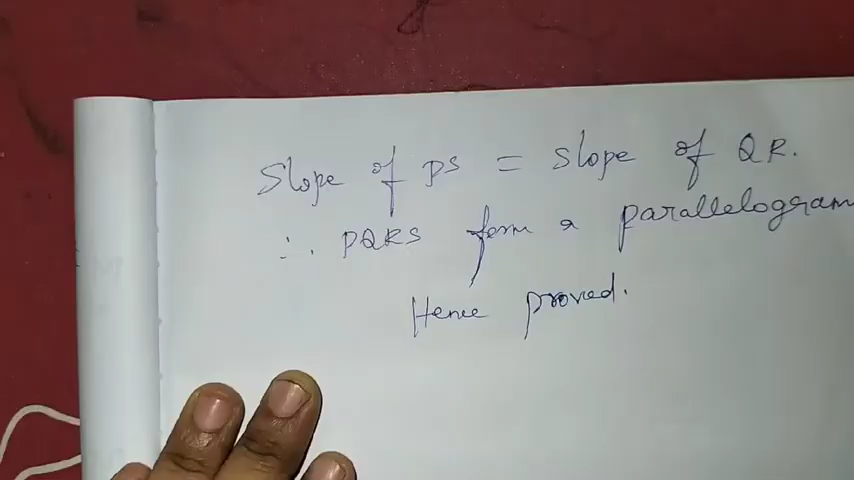 Slope of PS = Slope of QR.
∴ PQRS form a parallelogram
Hence proved.